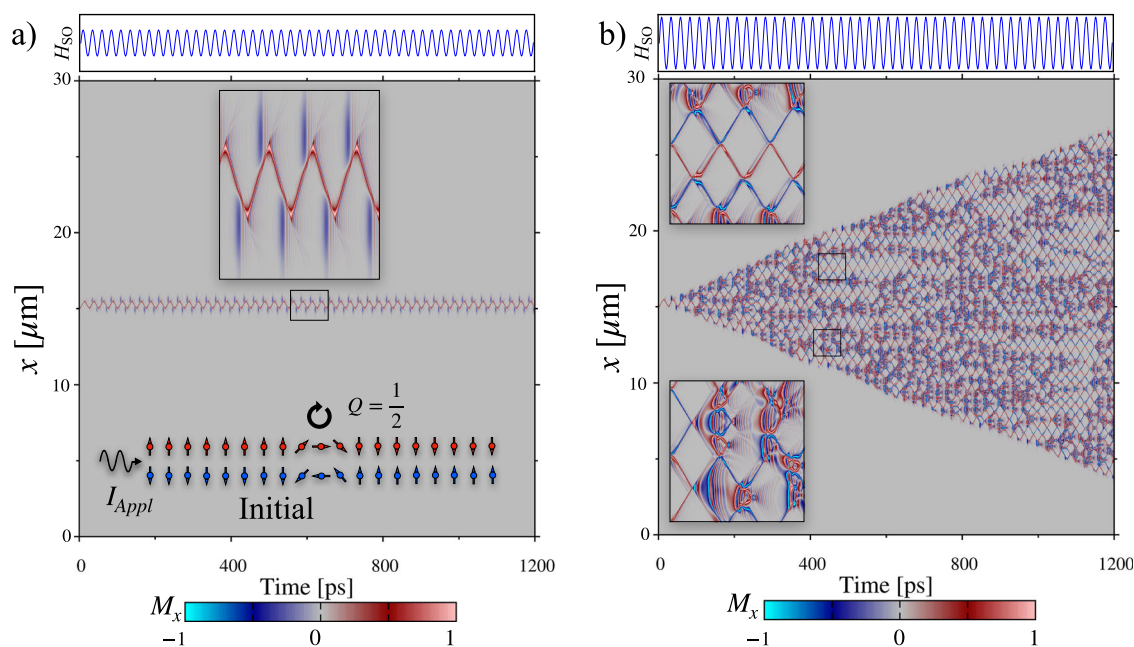 a)
H_SO
30
20
10
0
x [μm]
Q = 1/2
I_Appl
Initial
0
400
800
1200
Time [ps]
M_x
−1
0
1
b)
H_SO
30
20
10
0
x [μm]
0
400
800
1200
Time [ps]
M_x
−1
0
1